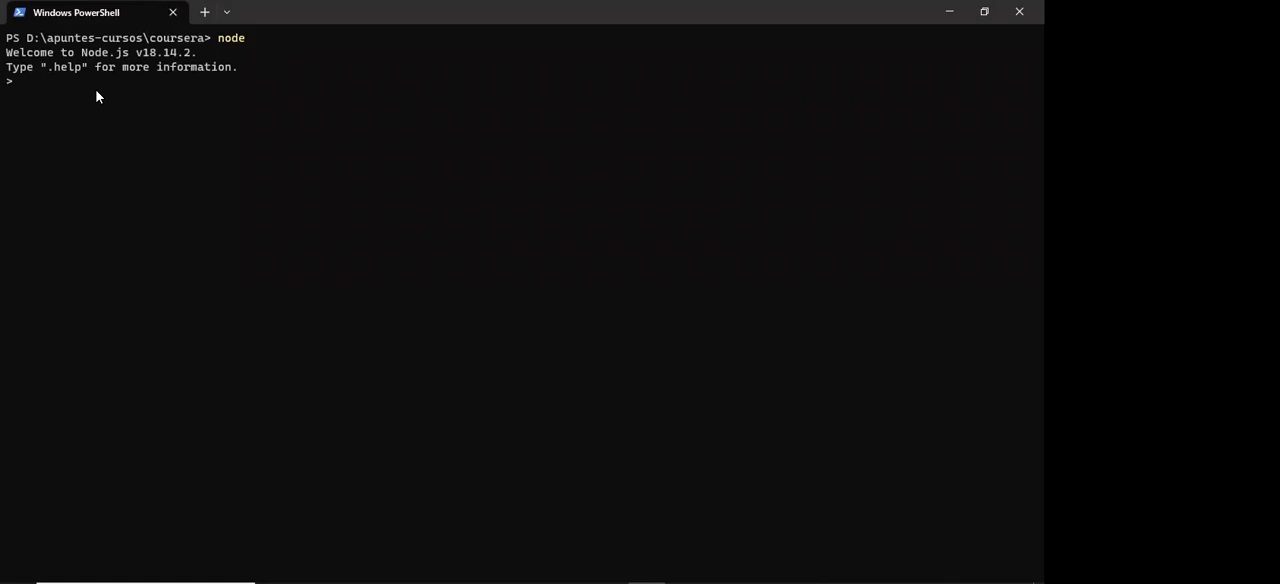 Windows PowerShell
PS D:\apuntes-cursos\coursera> node
Welcome to Node.js v18.14.2.
Type ".help" for more information.
>